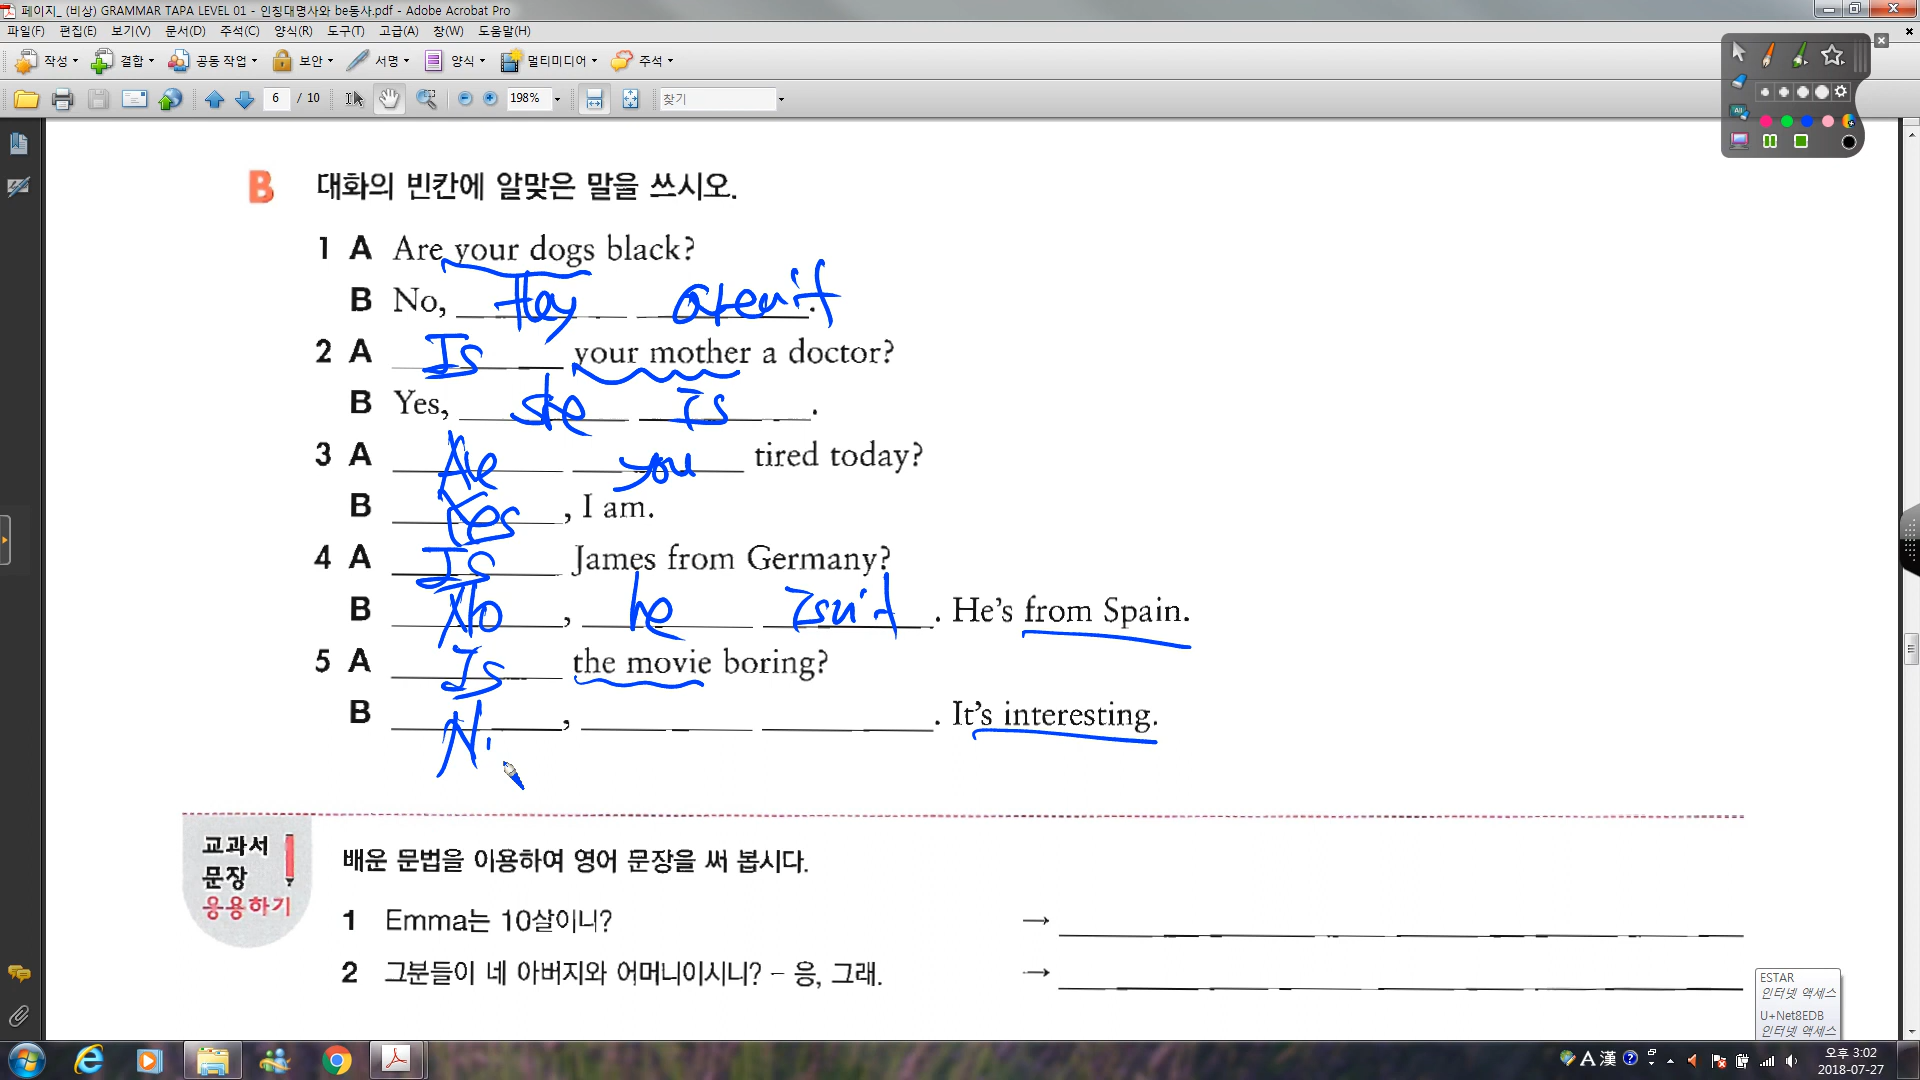 페이지_ (비상) GRAMMAR TAPA LEVEL 01 - 인칭대명사와 be동사.pdf - Adobe Acrobat Pro
파일(F) 편집(E) 보기(V) 문서(D) 주석(C) 양식(R) 도구(T) 고급(A) 창(W) 도움말(H)
작성 결합 공동 작업 보안 서명 양식 멀티미디어 주석
6 / 10 198% 찾기
B 대화의 빈칸에 알맞은 말을 쓰시오.
1 A Are your dogs black?
B No, they aren't.
2 A Is your mother a doctor?
B Yes, she is.
3 A Are you tired today?
B Yes, I am.
4 A Is James from Germany?
B No, he isn't. He's from Spain.
5 A Is the movie boring?
B N , . It's interesting.
교과서
문장
응용하기
배운 문법을 이용하여 영어 문장을 써 봅시다.
1 Emma는 10살이니? →
2 그분들이 네 아버지와 어머니이시니? – 응, 그래. →
ESTAR
인터넷 액세스
U+Net8EDB
인터넷 액세스
A 漢
오후 3:02
2018-07-27